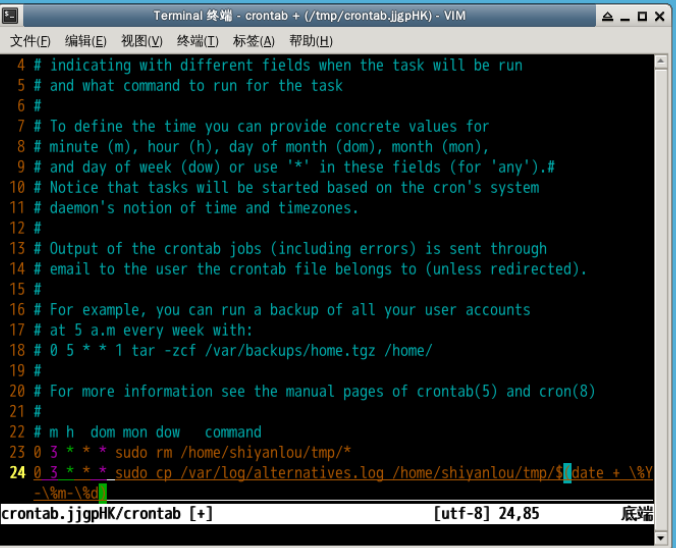 Terminal 终端 - crontab + (/tmp/crontab.jjgpHK) - VIM
文件(F) 编辑(E) 视图(V) 终端(T) 标签(A) 帮助(H)
4 # indicating with different fields when the task will be run
5 # and what command to run for the task
6 #
7 # To define the time you can provide concrete values for
8 # minute (m), hour (h), day of month (dom), month (mon),
9 # and day of week (dow) or use '*' in these fields (for 'any').#
10 # Notice that tasks will be started based on the cron's system
11 # daemon's notion of time and timezones.
12 #
13 # Output of the crontab jobs (including errors) is sent through
14 # email to the user the crontab file belongs to (unless redirected).
15 #
16 # For example, you can run a backup of all your user accounts
17 # at 5 a.m every week with:
18 # 0 5 * * 1 tar -zcf /var/backups/home.tgz /home/
19 #
20 # For more information see the manual pages of crontab(5) and cron(8)
21 #
22 # m h  dom mon dow   command
23 0 3 * * * sudo rm /home/shiyanlou/tmp/*
24 0 3 * * * sudo cp /var/log/alternatives.log /home/shiyanlou/tmp/$(date + \%Y
-\%m-\%d)
crontab.jjgpHK/crontab [+] [utf-8] 24,85 底端